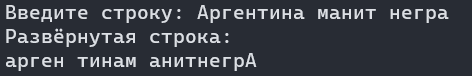 Введите строку: Аргентина манит негра
Развёрнутая строка:
арген тинам анитнегрА